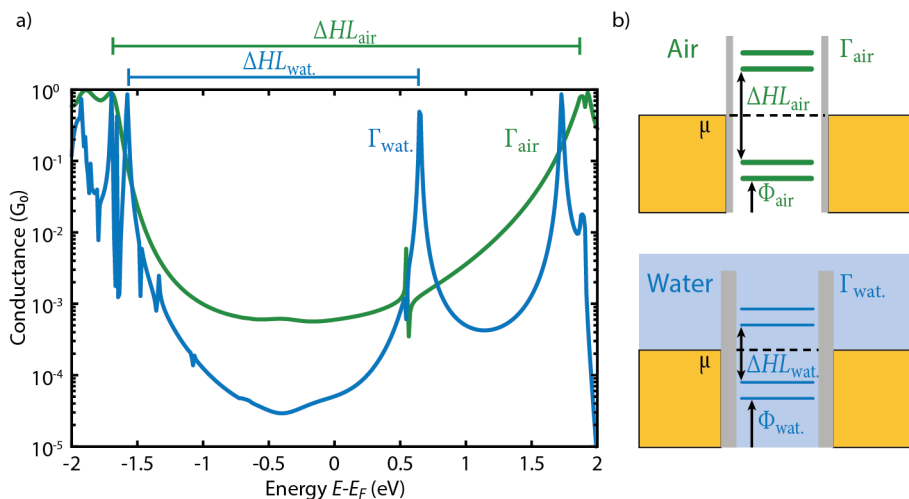 a)
ΔHL_air
ΔHL_wat.
Conductance (G_0)
10^0
10^-1
10^-2
10^-3
10^-4
10^-5
Γ_wat.
Γ_air
-2 -1.5 -1 -0.5 0 0.5 1 1.5 2
Energy E-E_F (eV)
b)
Air
Γ_air
ΔHL_air
μ
Φ_air
Water
Γ_wat.
μ
ΔHL_wat.
Φ_wat.